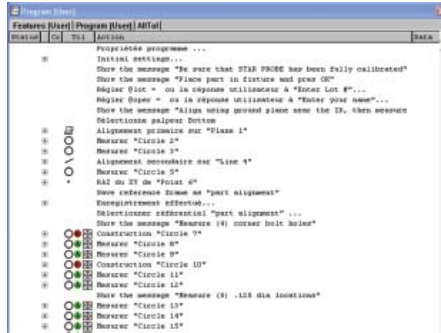 Program [User]
Features [User] Program [User] AllTol
Status Co Tol Action Data
Propriétés programme ...
Initial settings...
Show the message "Be sure that STAR PROBE has been fully calibrated"
Show the message "Place part in fixture and pres OK"
Régler @lot = ou la réponse utilisateur à "Enter Lot #"...
Régler @oper = ou la réponse utilisateur à "Enter your name"...
Show the message "Align using ground plane near the ID, then measure
Sélectionne palpeur Bottom
Alignement primaire sur "Plane 1"
Mesurer "Circle 2"
Mesurer "Circle 3"
Alignement secondaire sur "Line 4"
Mesurer "Circle 5"
RAZ du XY de "Point 6"
Save reference frame as "part alignment"
Enregistrement effectué...
Sélectionner référentiel "part alignment" ...
Show the message "Measure (4) corner bolt holes"
Construction "Circle 7"
Mesurer "Circle 8"
Mesurer "Circle 9"
Construction "Circle 10"
Mesurer "Circle 11"
Mesurer "Circle 12"
Show the message "Measure (8) .128 dia locations"
Mesurer "Circle 13"
Mesurer "Circle 14"
Mesurer "Circle 15"